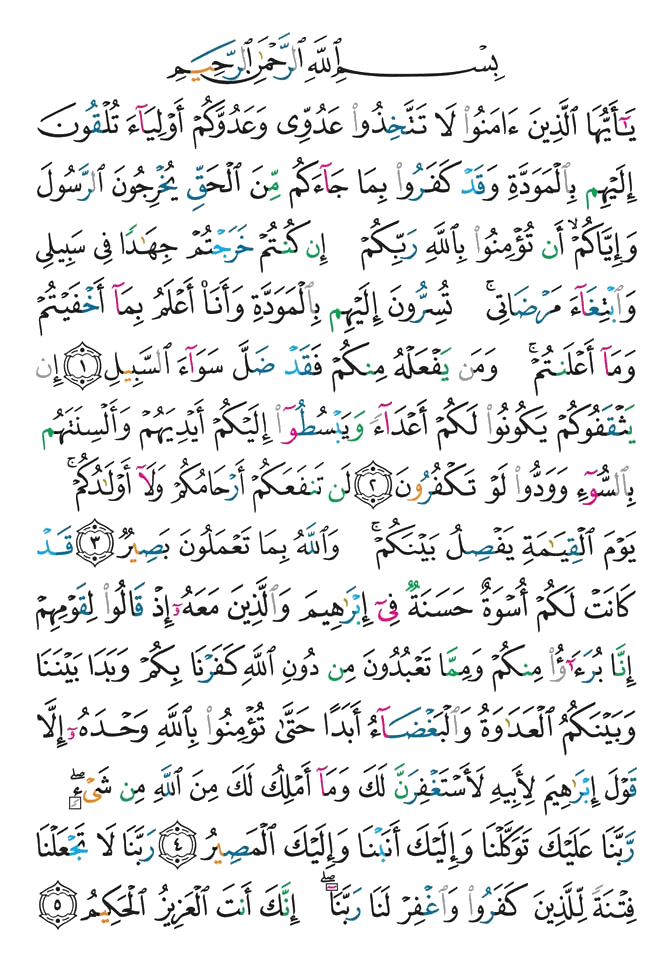 بِسْمِ اللَّهِ الرَّحْمَٰنِ الرَّحِيمِ
يَٰٓأَيُّهَا ٱلَّذِينَ ءَامَنُوا۟ لَا تَتَّخِذُوا۟ عَدُوِّى وَعَدُوَّكُمْ أَوْلِيَآءَ تُلْقُونَ
إِلَيْهِم بِٱلْمَوَدَّةِ وَقَدْ كَفَرُوا۟ بِمَا جَآءَكُم مِّنَ ٱلْحَقِّ يُخْرِجُونَ ٱلرَّسُولَ
وَإِيَّاكُمْ ۙ أَن تُؤْمِنُوا۟ بِٱللَّهِ رَبِّكُمْ إِن كُنتُمْ خَرَجْتُمْ جِهَٰدًا فِى سَبِيلِى
وَٱبْتِغَآءَ مَرْضَاتِى ۚ تُسِرُّونَ إِلَيْهِم بِٱلْمَوَدَّةِ وَأَنَا۠ أَعْلَمُ بِمَآ أَخْفَيْتُمْ
وَمَآ أَعْلَنتُمْ ۚ وَمَن يَفْعَلْهُ مِنكُمْ فَقَدْ ضَلَّ سَوَآءَ ٱلسَّبِيلِ ١ إِن
يَثْقَفُوكُمْ يَكُونُوا۟ لَكُمْ أَعْدَآءً وَيَبْسُطُوٓا۟ إِلَيْكُمْ أَيْدِيَهُمْ وَأَلْسِنَتَهُم
بِٱلسُّوٓءِ وَوَدُّوا۟ لَوْ تَكْفُرُونَ ٢ لَن تَنفَعَكُمْ أَرْحَامُكُمْ وَلَآ أَوْلَٰدُكُمْ ۚ
يَوْمَ ٱلْقِيَٰمَةِ يَفْصِلُ بَيْنَكُمْ ۚ وَٱللَّهُ بِمَا تَعْمَلُونَ بَصِيرٌ ٣ قَدْ
كَانَتْ لَكُمْ أُسْوَةٌ حَسَنَةٌ فِىٓ إِبْرَٰهِيمَ وَٱلَّذِينَ مَعَهُۥٓ إِذْ قَالُوا۟ لِقَوْمِهِمْ
إِنَّا بُرَءَٰٓؤُا۟ مِنكُمْ وَمِمَّا تَعْبُدُونَ مِن دُونِ ٱللَّهِ كَفَرْنَا بِكُمْ وَبَدَا بَيْنَنَا
وَبَيْنَكُمُ ٱلْعَدَٰوَةُ وَٱلْبَغْضَآءُ أَبَدًا حَتَّىٰ تُؤْمِنُوا۟ بِٱللَّهِ وَحْدَهُۥٓ إِلَّا
قَوْلَ إِبْرَٰهِيمَ لِأَبِيهِ لَأَسْتَغْفِرَنَّ لَكَ وَمَآ أَمْلِكُ لَكَ مِنَ ٱللَّهِ مِن شَىْءٍ ۖ
رَّبَّنَا عَلَيْكَ تَوَكَّلْنَا وَإِلَيْكَ أَنَبْنَا وَإِلَيْكَ ٱلْمَصِيرُ ٤ رَبَّنَا لَا تَجْعَلْنَا
فِتْنَةً لِّلَّذِينَ كَفَرُوا۟ وَٱغْفِرْ لَنَا رَبَّنَآ ۖ إِنَّكَ أَنتَ ٱلْعَزِيزُ ٱلْحَكِيمُ ٥